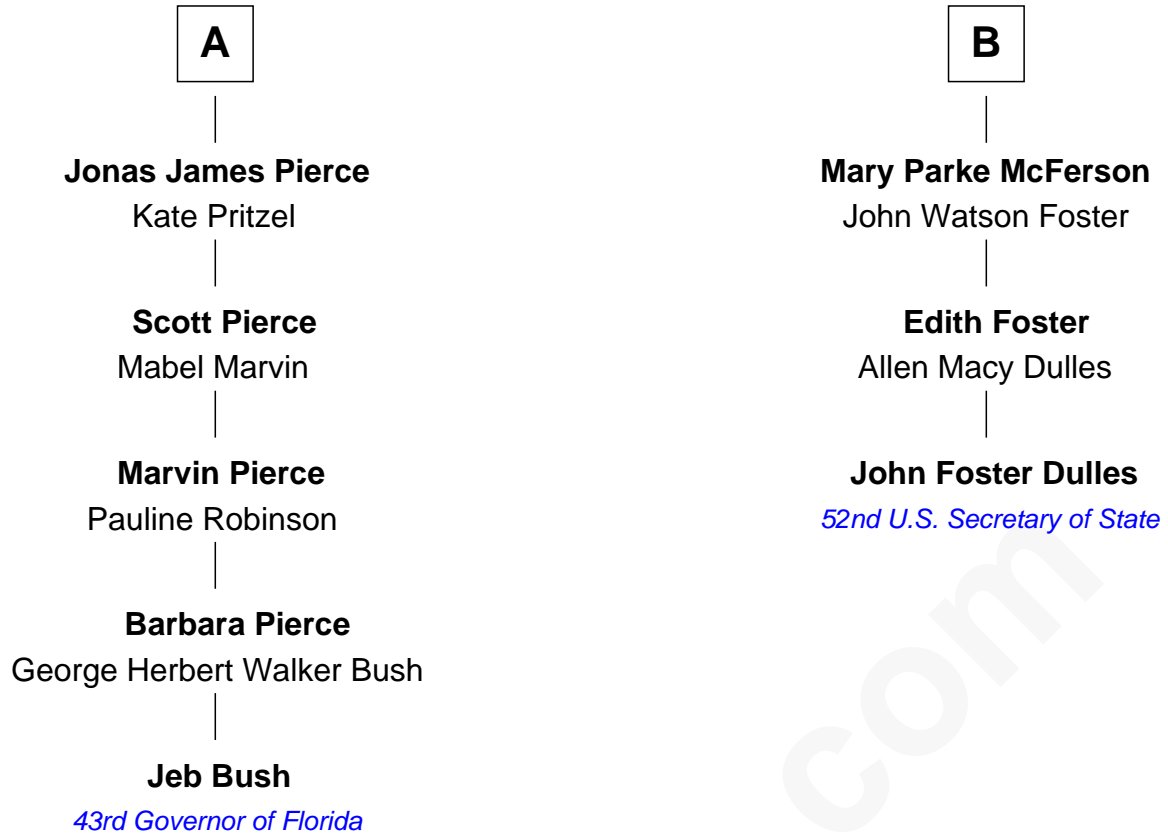 A
Jonas James Pierce
Kate Pritzel
Scott Pierce
Mabel Marvin
Marvin Pierce
Pauline Robinson
Barbara Pierce
George Herbert Walker Bush
Jeb Bush
43rd Governor of Florida
B
Mary Parke McFerson
John Watson Foster
Edith Foster
Allen Macy Dulles
John Foster Dulles
52nd U.S. Secretary of State
com